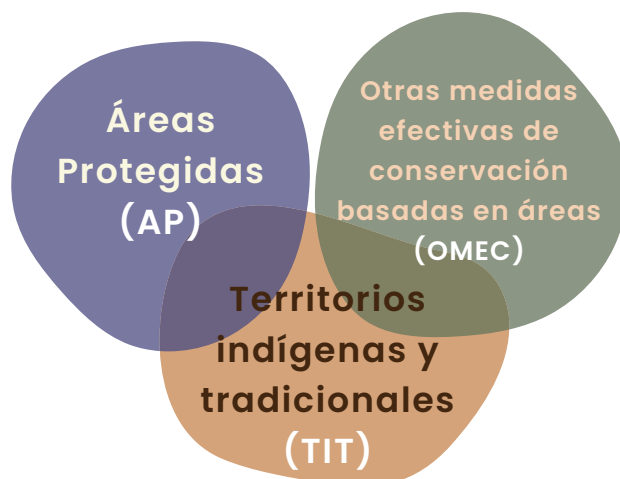 Áreas
Protegidas
(AP)
Otras medidas
efectivas de
conservación
basadas en áreas
(OMEC)
Territorios
indígenas y
tradicionales
(TIT)